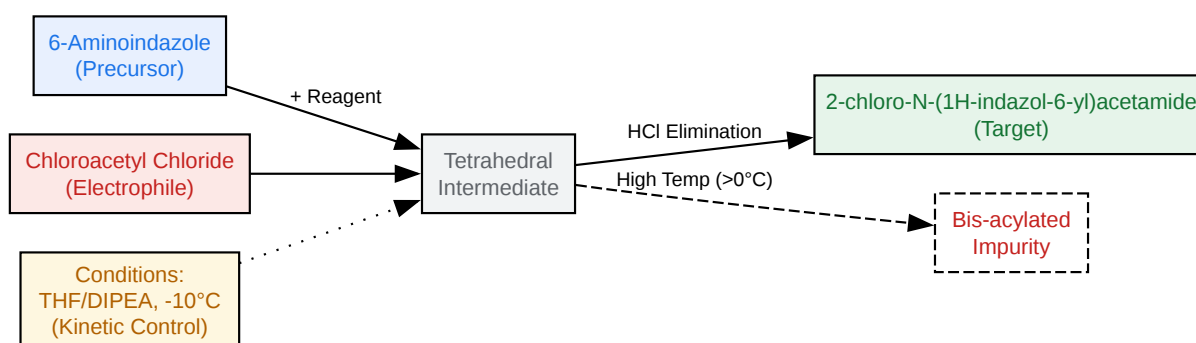 6-Aminoindazole
(Precursor)
+ Reagent
Chloroacetyl Chloride
(Electrophile)
Conditions:
THF/DIPEA, -10°C
(Kinetic Control)
Tetrahedral
Intermediate
HCl Elimination
High Temp (>0°C)
2-chloro-N-(1H-indazol-6-yl)acetamide
(Target)
Bis-acylated
Impurity